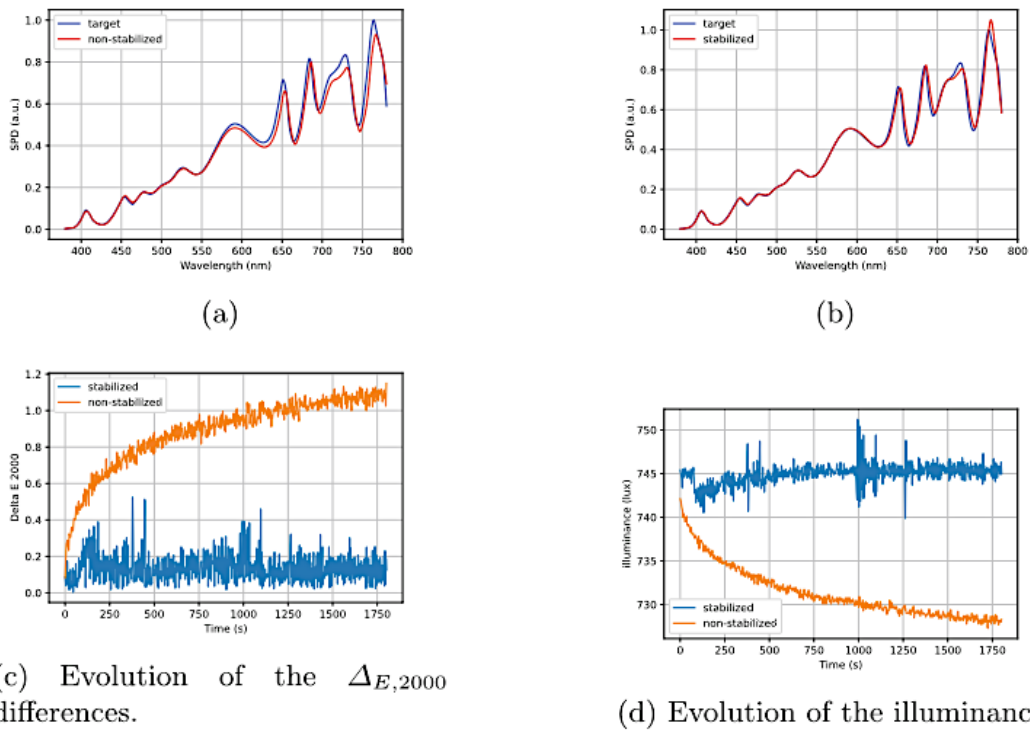 target
non-stabilized
SPD (a.u.)
1.0
0.8
0.6
0.4
0.2
0.0
400 450 500 550 600 650 700 750 800
Wavelength (nm)
(a)
target
stabilized
SPD (a.u.)
1.0
0.8
0.6
0.4
0.2
0.0
400 450 500 550 600 650 700 750 800
Wavelength (nm)
(b)
stabilized
non-stabilized
Delta E 2000
1.2
1.0
0.8
0.6
0.4
0.2
0.0
0 250 500 750 1000 1250 1500 1750
Time (s)
(c) Evolution of the ΔE,2000
differences.
stabilized
non-stabilized
illuminance (lux)
750
745
740
735
730
0 250 500 750 1000 1250 1500 1750
Time (s)
(d) Evolution of the illuminanc